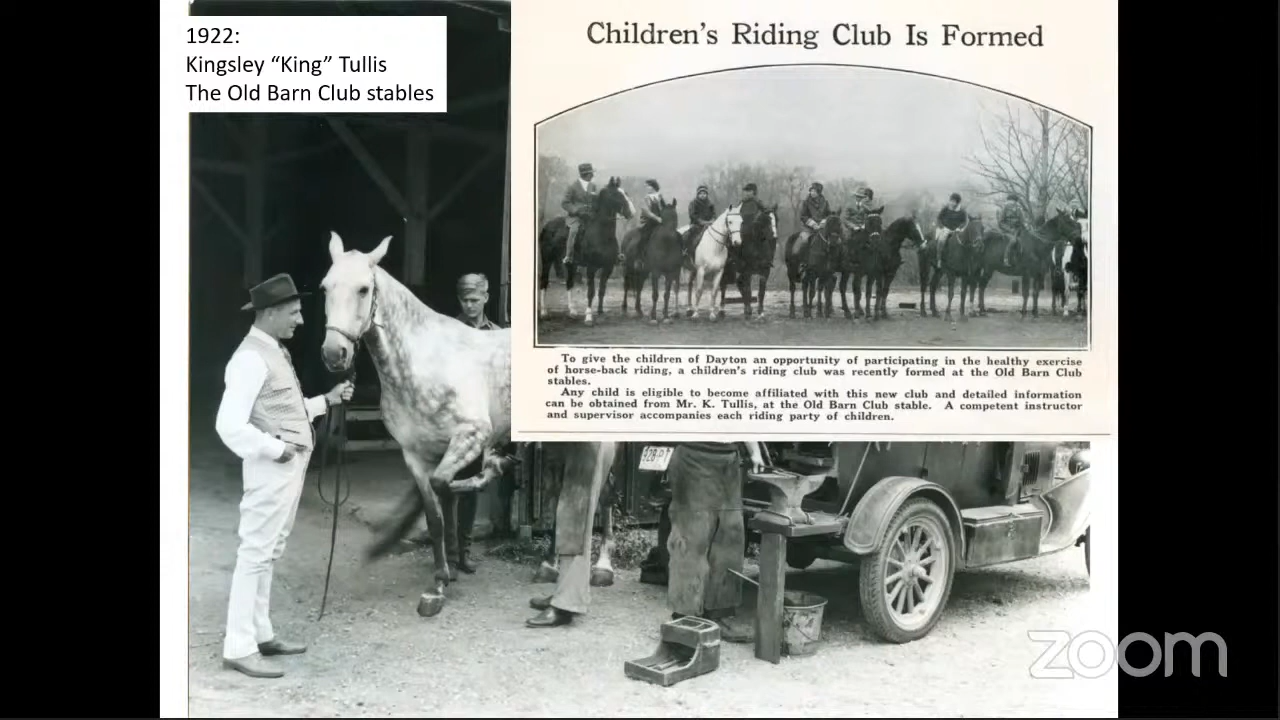 1922:
Kingsley “King” Tullis
The Old Barn Club stables
Children's Riding Club Is Formed
To give the children of Dayton an opportunity of participating in the healthy exercise
of horse-back riding, a children's riding club was recently formed at the Old Barn Club
stables.
Any child is eligible to become affiliated with this new club and detailed information
can be obtained from Mr. K. Tullis, at the Old Barn Club stable. A competent instructor
and supervisor accompanies each riding party of children.
zoom